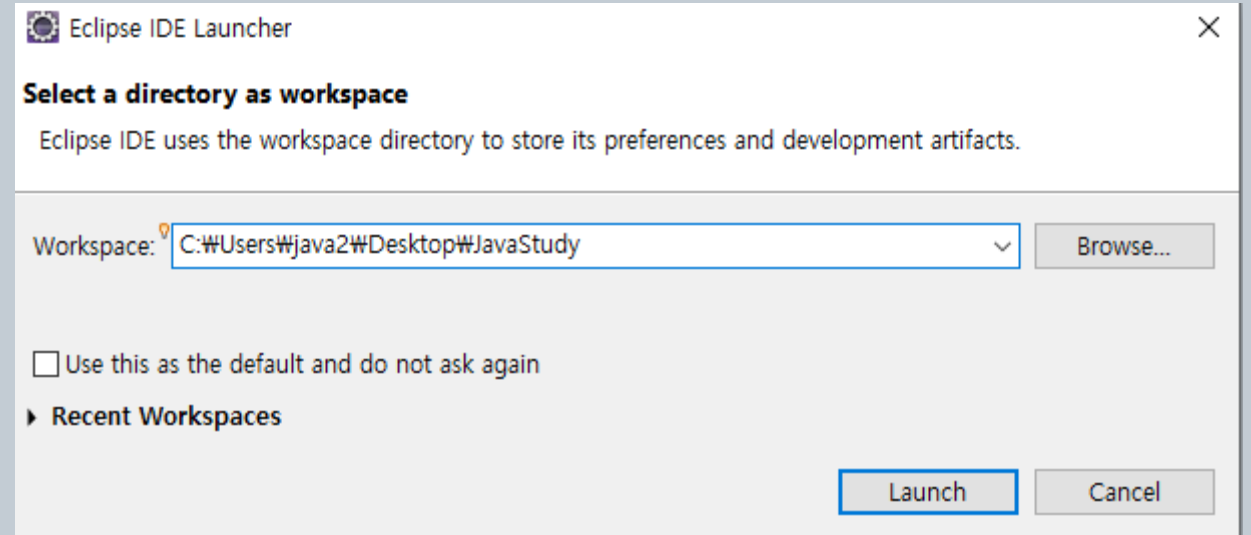 Eclipse IDE Launcher
Select a directory as workspace
Eclipse IDE uses the workspace directory to store its preferences and development artifacts.
Workspace: C:₩Users₩java2₩Desktop₩JavaStudy Browse...
Use this as the default and do not ask again
Recent Workspaces
Launch Cancel